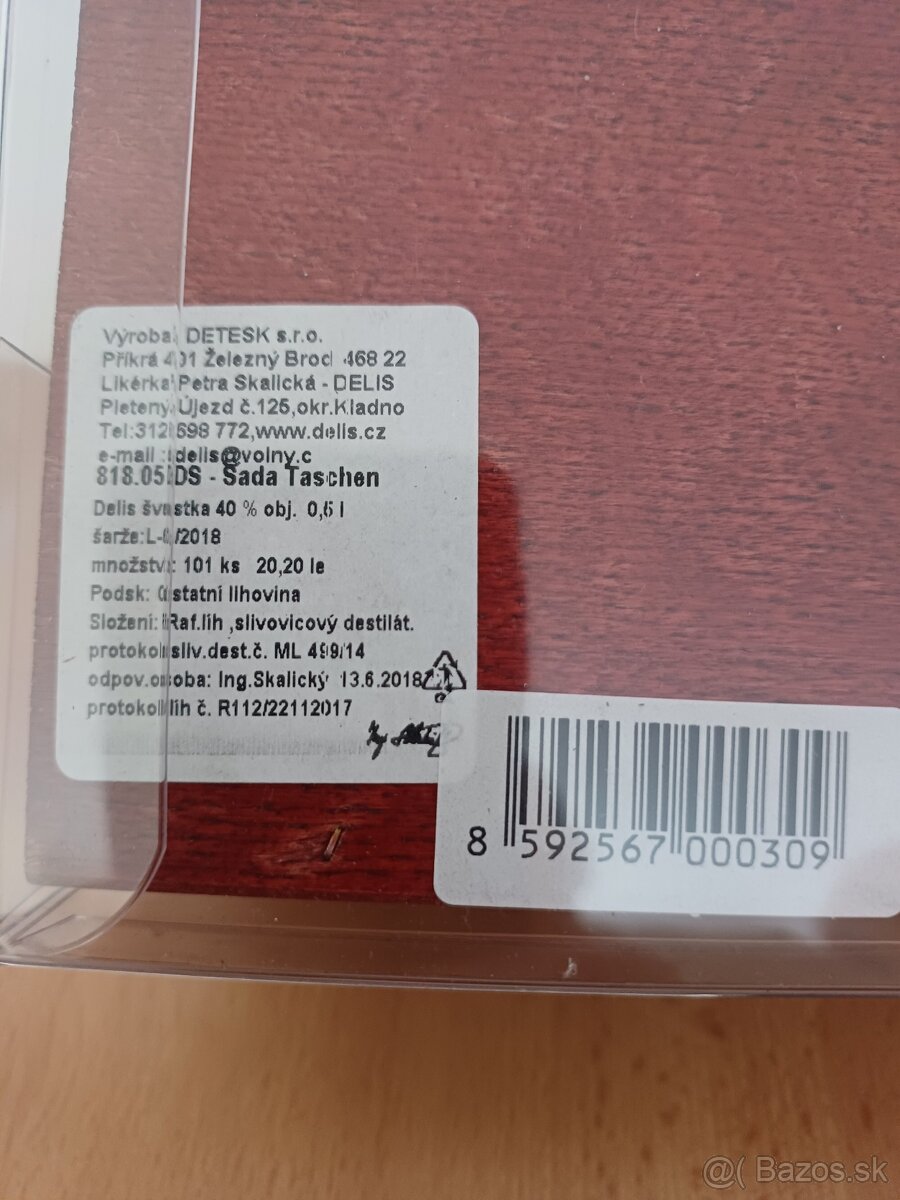 Výroba: DETESK s.r.o.
Příkrá 401 Železný Brod 468 22
Likérka Petra Skalická - DELIS
Pletený Újezd č.125,okr.Kladno
Tel:312 698 772,www.delis.cz
e-mail :delis@volny.c
818.05 DS - Sada Taschen
Delis švestka 40 % obj. 0,5 l
šarže:
množství: 101 ks 20,20 le
Podsk: Ostatní lihovina
Složení: Raf.líh ,slivovicový destilát.
protokol sliv.dest.č. ML 499/14
odpov.osoba: Ing.Skalický 13.6.2018
protokol líh č. R112/22112017
8 592567 000309
@( Bazos.sk